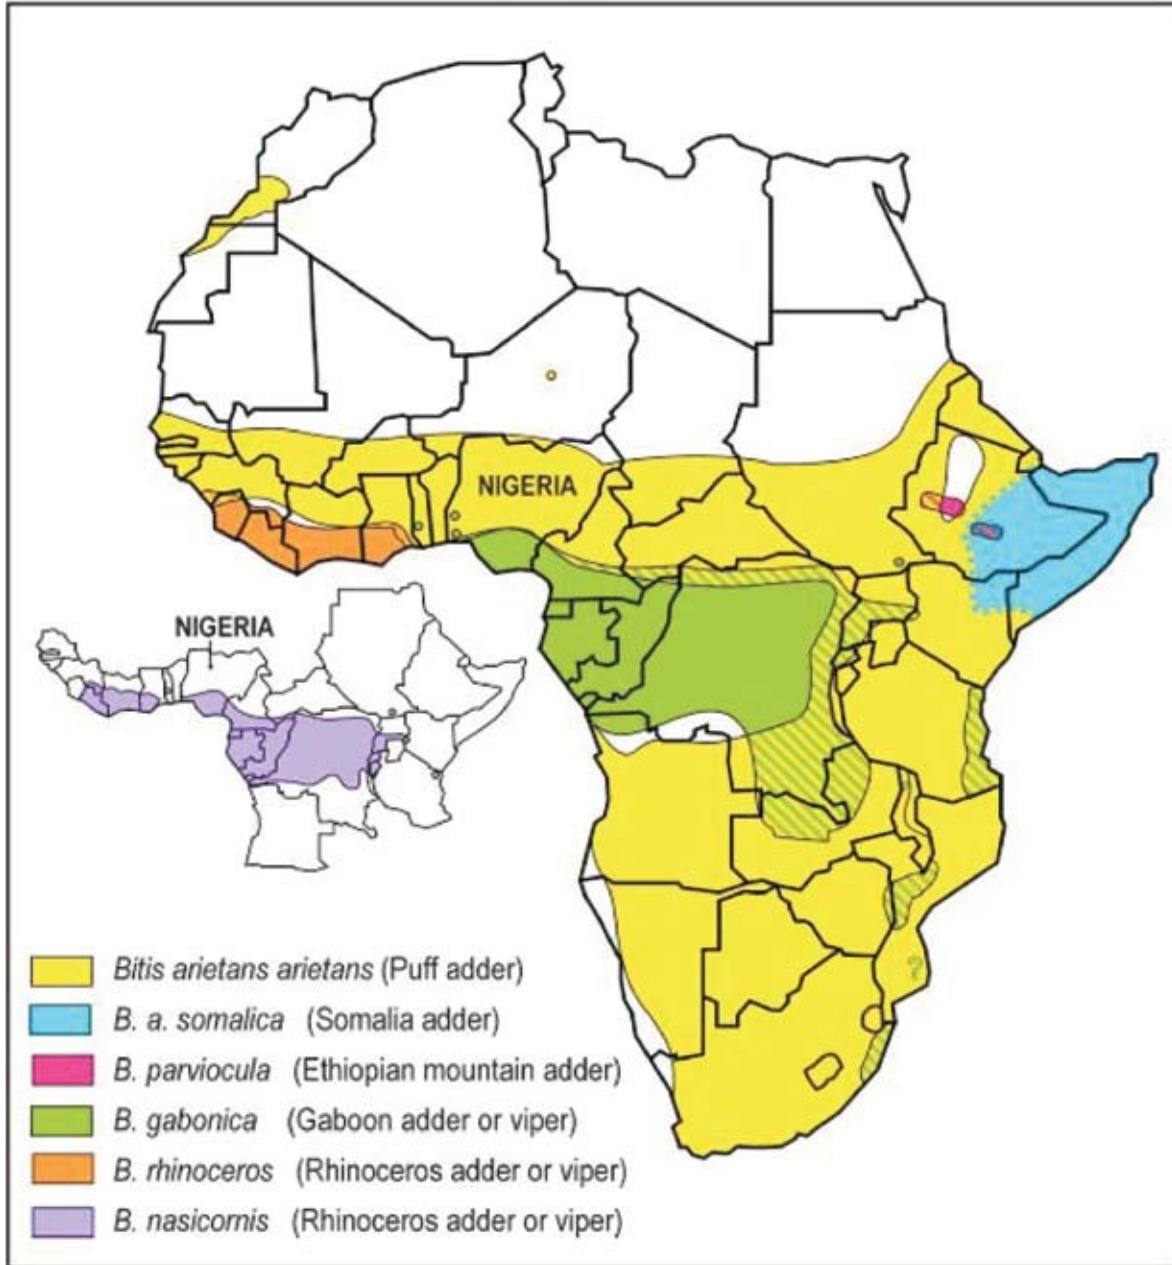 NIGERIA
NIGERIA
?
Bitis arietans arietans (Puff adder)
B. a. somalica (Somalia adder)
B. parviocula (Ethiopian mountain adder)
B. gabonica (Gaboon adder or viper)
B. rhinoceros (Rhinoceros adder or viper)
B. nasicornis (Rhinoceros adder or viper)